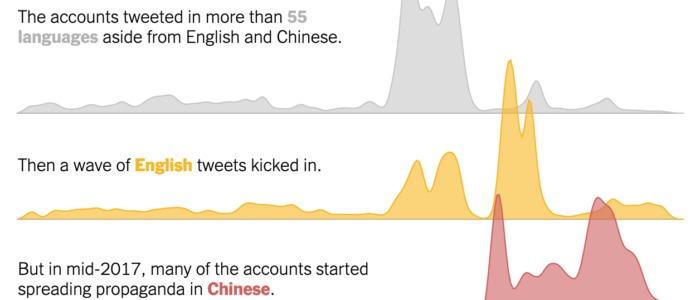 The accounts tweeted in more than 55
languages aside from English and Chinese.
Then a wave of English tweets kicked in.
But in mid-2017, many of the accounts started
spreading propaganda in Chinese.